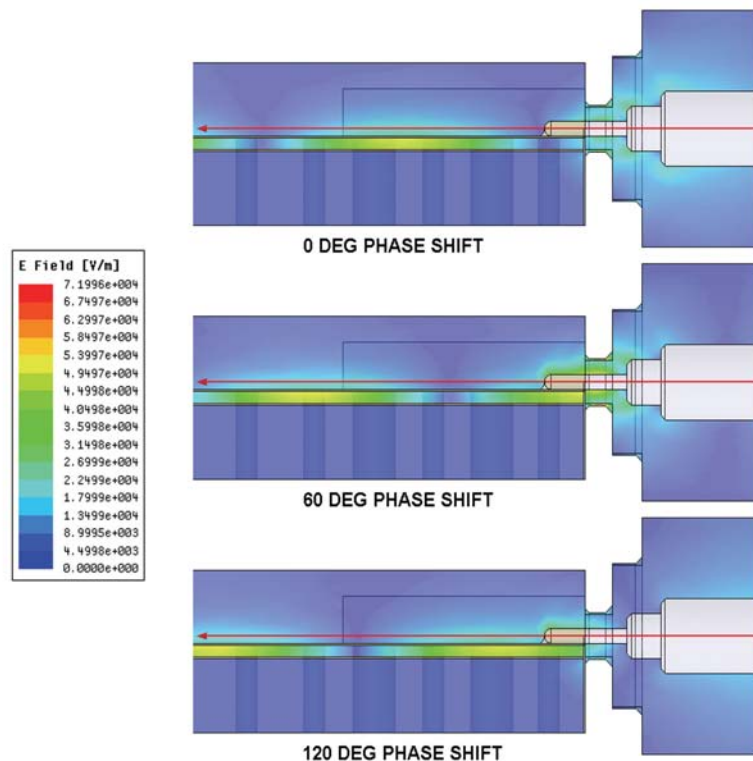 0 DEG PHASE SHIFT
E Field [V/m]
7.1996e+004
6.7497e+004
6.2997e+004
5.8497e+004
5.3997e+004
4.9497e+004
4.4998e+004
4.0498e+004
3.5998e+004
3.1498e+004
2.6999e+004
2.2499e+004
1.7999e+004
1.3499e+004
8.9995e+003
4.4998e+003
0.0000e+000
60 DEG PHASE SHIFT
120 DEG PHASE SHIFT